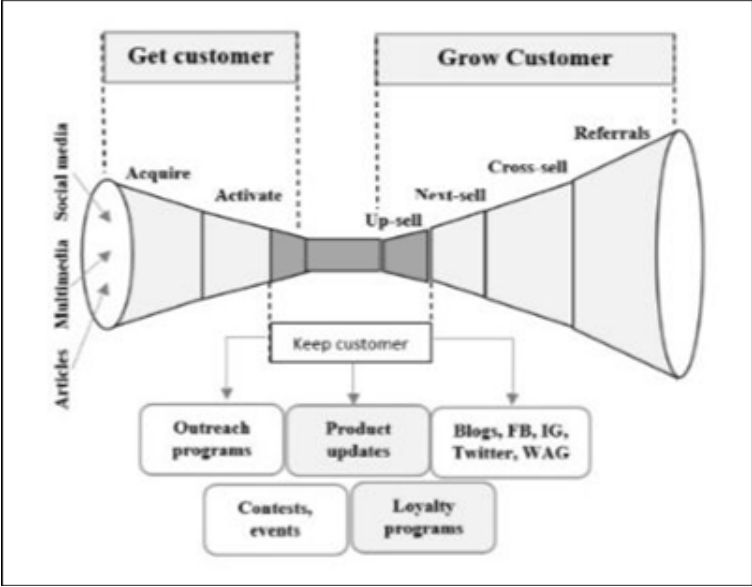 Get customer
Grow Customer
Social media
Multimedia
Articles
Acquire
Activate
Up-sell
Next-sell
Cross-sell
Referrals
Keep customer
Outreach
programs
Product
updates
Blogs, FB, IG,
Twitter, WAG
Contests,
events
Loyalty
programs